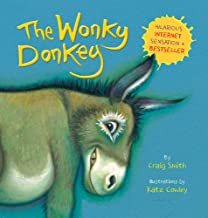 The Wonky
Donkey
HILARIOUS
INTERNET
SENSATION &
BESTSELLER
By
Craig Smith
Illustrations by
Katz Cowley